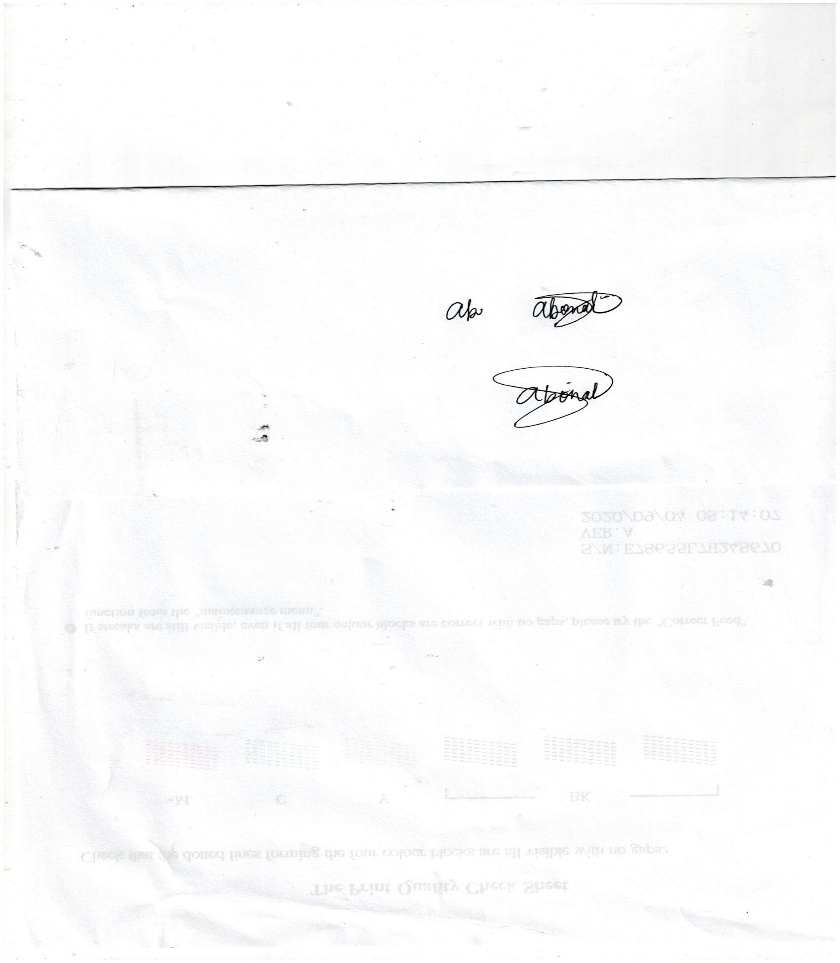 ab abonal
abonal
2020/09/04 08:14:07
VER.A
S/N:E78655L7H248670
function from the "maintenance menu".
If streaks are still visible, even if all four colour blocks are correct with no gaps, please try the "Correct Feed"
*M C Y BK
Check that the dotted lines forming the four colour blocks are all visible with no gaps.
The Print Quality Check Sheet